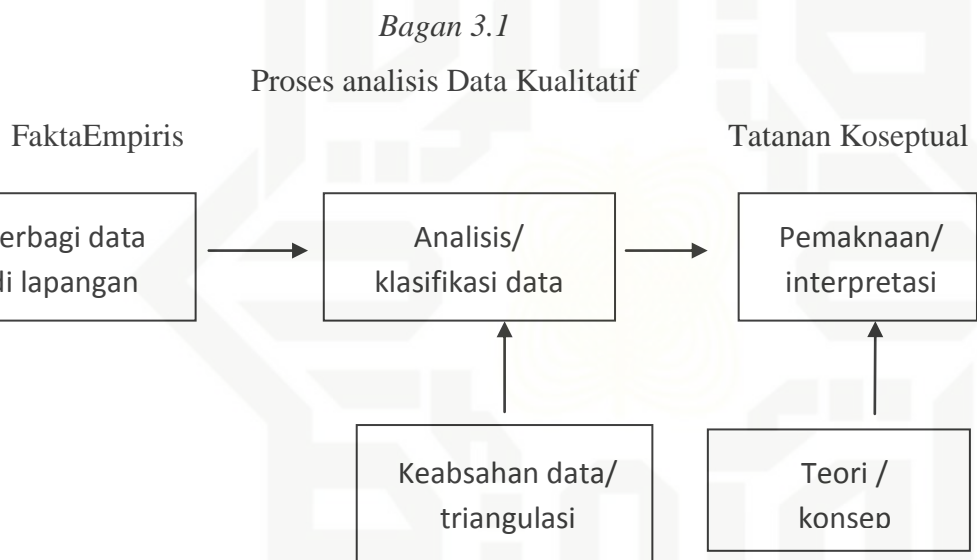 Bagan 3.1
Proses analisis Data Kualitatif
FaktaEmpiris
Tatanan Koseptual
erbagi data
di lapangan
Analisis/
klasifikasi data
Pemaknaan/
interpretasi
Keabsahan data/
triangulasi
Teori /
konsep